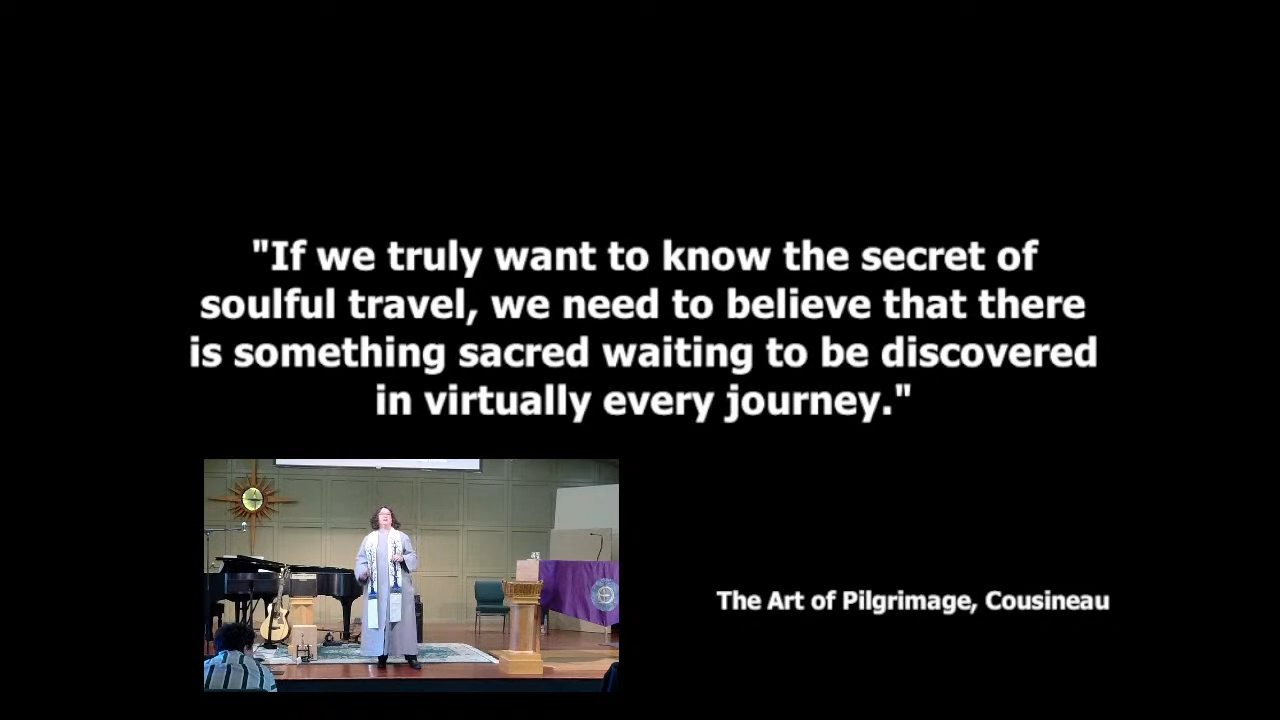 "If we truly want to know the secret of
soulful travel, we need to believe that there
is something sacred waiting to be discovered
in virtually every journey."
The Art of Pilgrimage, Cousineau